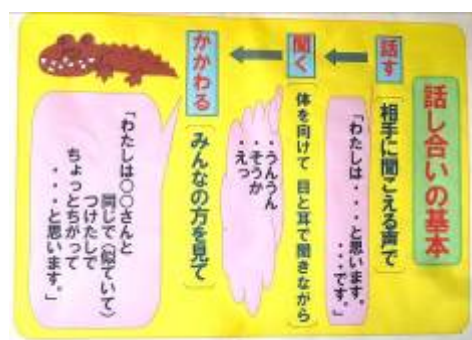 話し合いの基本
話す
相手に聞こえる声で
「わたしは・・・と思います。
・・・です。」
聞く
体を向けて 目と耳で聞きながら
・うんうん
・そうか
・えっ
かかわる
みんなの方を見て
「わたしは○○さんと
同じで(似ていて)
つけたしで
ちょっとちがって
・・・と思います。」